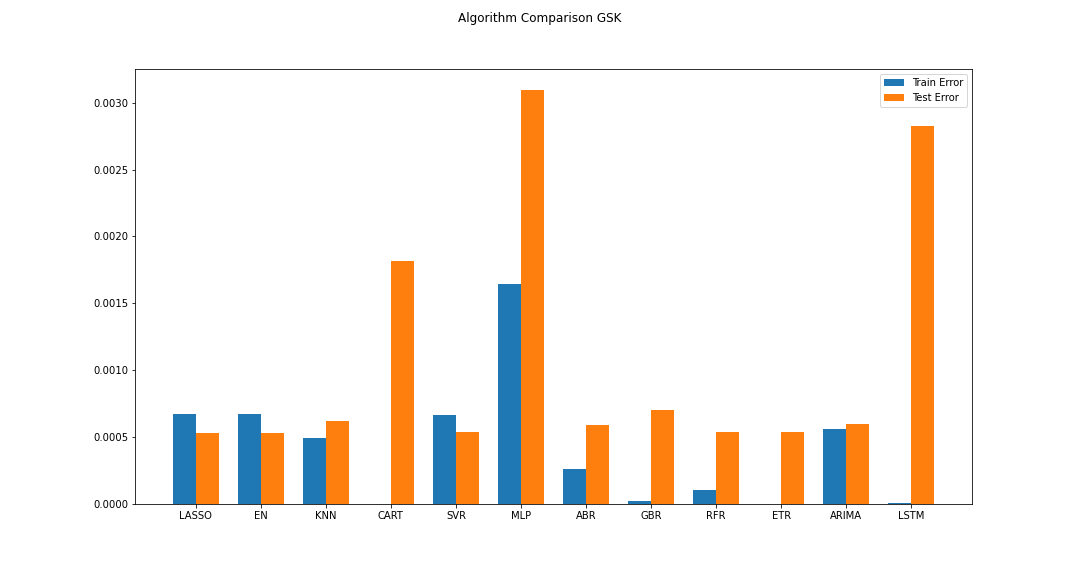 Algorithm Comparison GSK
Train Error
Test Error
0.0030
0.0025
0.0020
0.0015
0.0010
0.0005
0.0000
LASSO EN KNN CART SVR MLP ABR GBR RFR ETR ARIMA LSTM